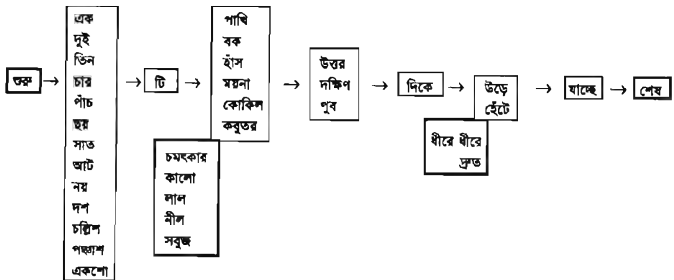 শুরু
এক
দুই
তিন
চার
পাঁচ
ছয়
সাত
আট
নয়
দশ
চল্লিশ
পঞ্চাশ
একশো
টি
পাখি
বক
হাঁস
ময়না
কোকিল
কবুতর
চমৎকার
কালো
লাল
নীল
সবুজ
উত্তর
দক্ষিণ
পুব
দিকে
উড়ে
হেঁটে
ধীরে ধীরে
দ্রুত
যাচ্ছে
শেষ